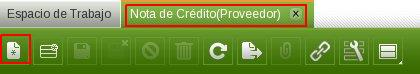 Espacio de Trabajo
Nota de Crédito(Proveedor) ×